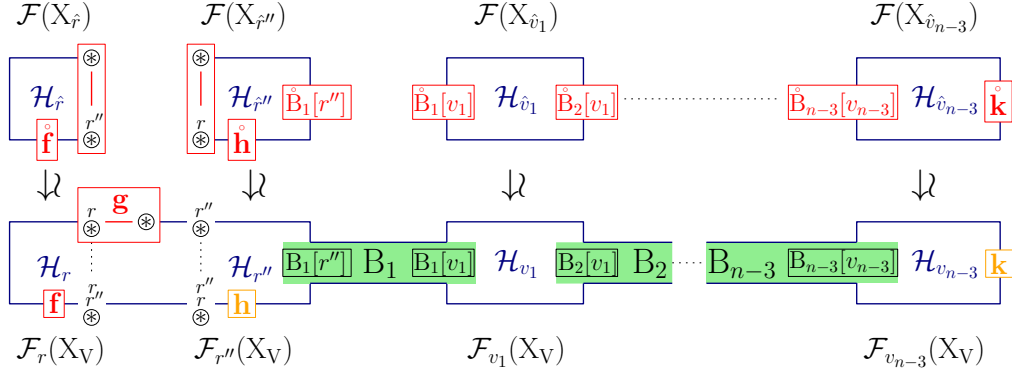 ℱ(X_r̂) ℱ(X_r̂″) ℱ(X_v̂₁) ℱ(X_v̂ₙ₋₃)
⊛ ⊛
ℋ_r̂ ℋ_r̂″ B̊₁[r″] B̊₁[v₁] ℋ_v̂₁ B̊₂[v₁] B̊ₙ₋₃[vₙ₋₃] ℋ_v̂ₙ₋₃ k̊
r″ r
f̊ ⊛ ⊛ h̊
g
r ⊛ ⊛ r″ ⊛
ℋ_r ℋ_r″ B₁[r″] B₁ B₁[v₁] ℋ_v₁ B₂[v₁] B₂ Bₙ₋₃ Bₙ₋₃[vₙ₋₃] ℋ_vₙ₋₃ k
r r″
f r″ r h
⊛ ⊛
ℱ_r(X_V) ℱ_r″(X_V) ℱ_v₁(X_V) ℱ_vₙ₋₃(X_V)